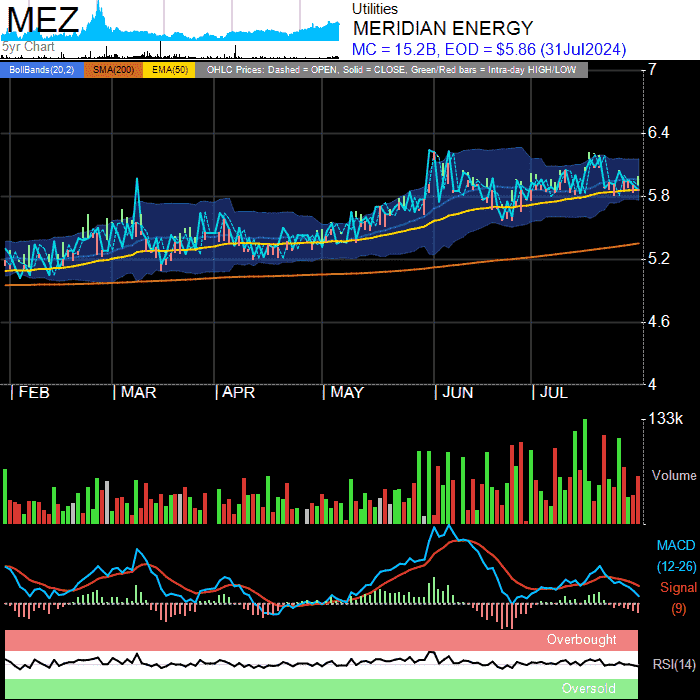 MEZ
5yr Chart
Utilities
MERIDIAN ENERGY
MC = 15.2B, EOD = $5.86 (31Jul2024)
BollBands(20,2) SMA(200) EMA(50) OHLC Prices: Dashed = OPEN, Solid = CLOSE, Green/Red bars = Intra-day HIGH/LOW
7
6.4
5.8
5.2
4.6
4
FEB MAR APR MAY JUN JUL
133k
Volume
MACD
(12-26)
Signal
(9)
Overbought
RSI(14)
Oversold